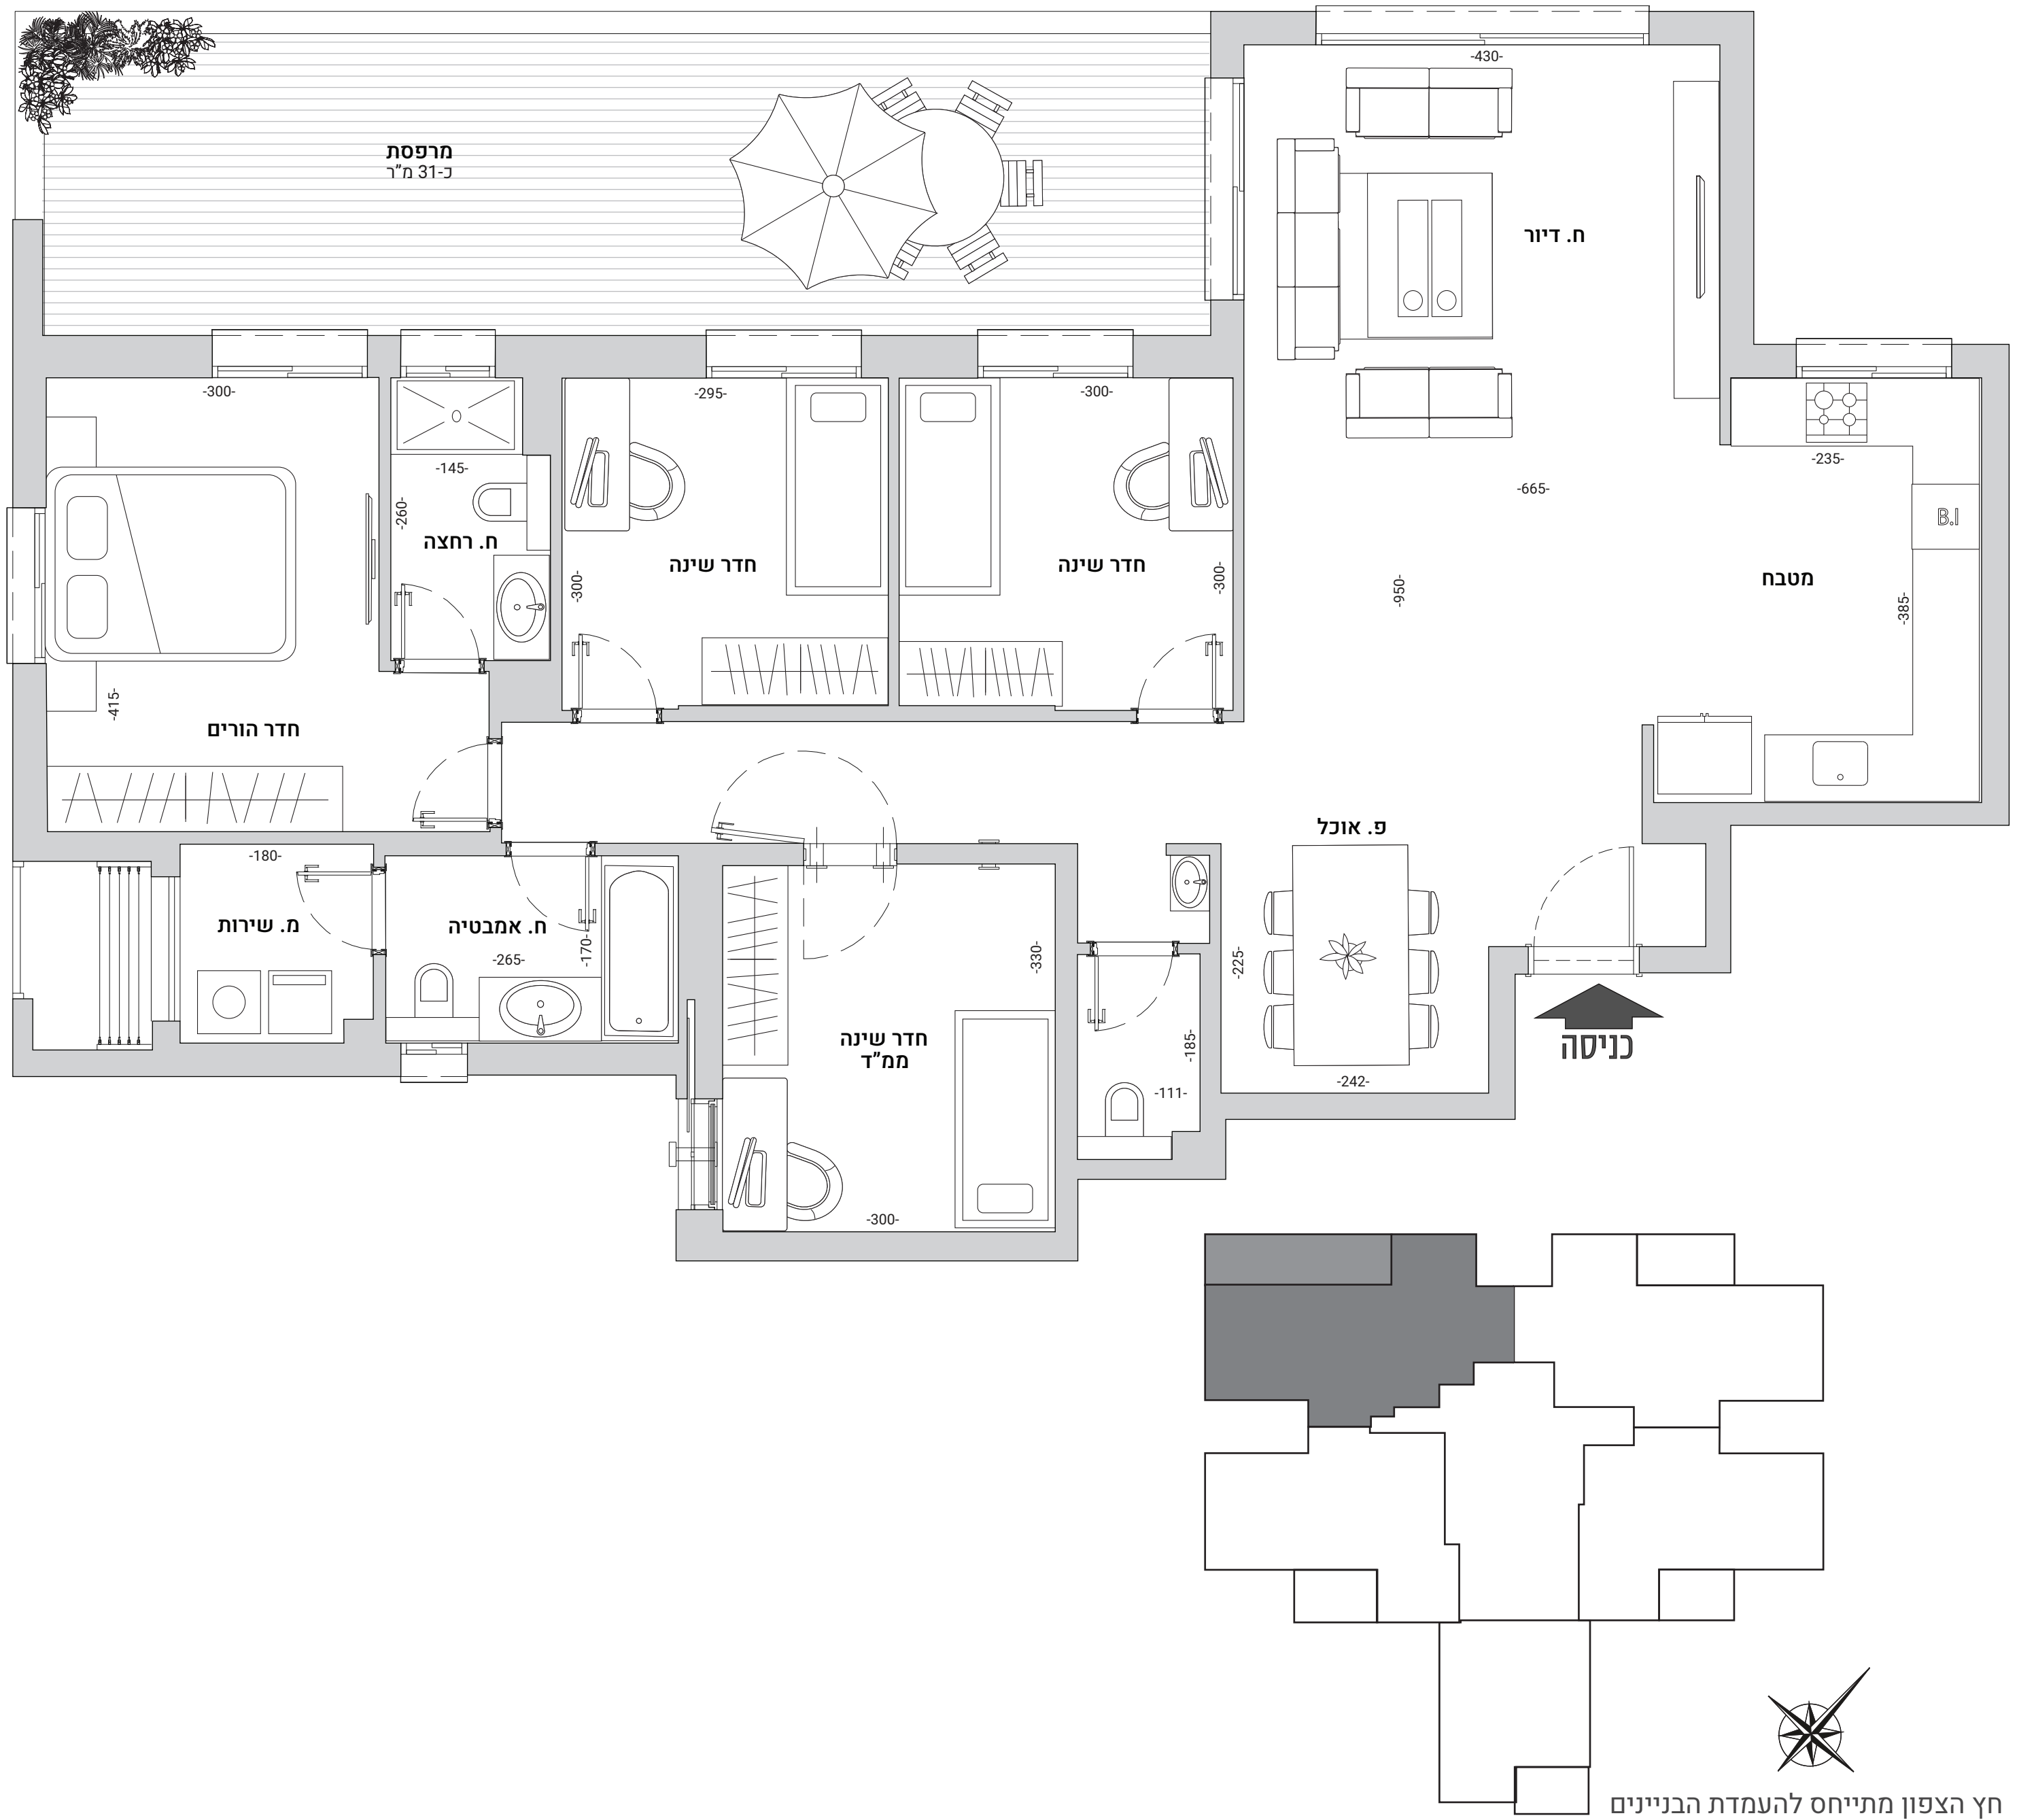 -430-
מרפסת
כ-31 מ״ר
ח. דיור
-300-
-295-
-300-
-145-
-235-
-260-
-665-
B.I
ח. רחצה
חדר שינה
-300-
חדר שינה
-300-
-950-
מטבח
-385-
-415-
חדר הורים
פ. אוכל
-180-
מ. שירות
ח. אמבטיה
-170-
-265-
-330-
-225-
חדר שינה
ממ״ד
-185-
-111-
-242-
כניסה
-300-
חץ הצפון מתייחס להעמדת הבניינים